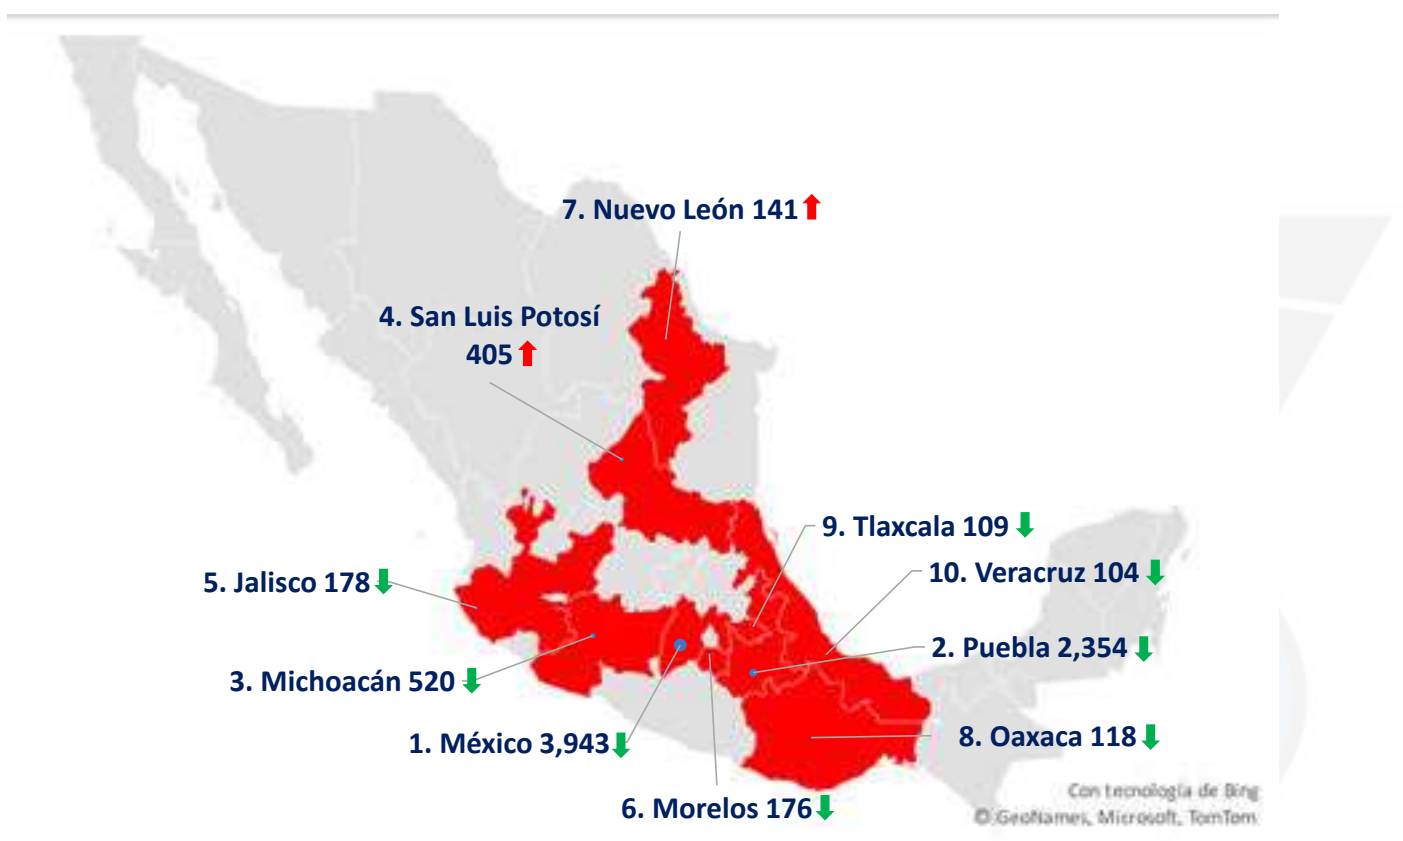 7. Nuevo León 141
4. San Luis Potosí
405
9. Tlaxcala 109
10. Veracruz 104
5. Jalisco 178
2. Puebla 2,354
3. Michoacán 520
1. México 3,943
8. Oaxaca 118
6. Morelos 176
Con tecnología de Bing
© GeoNames, Microsoft, TomTom